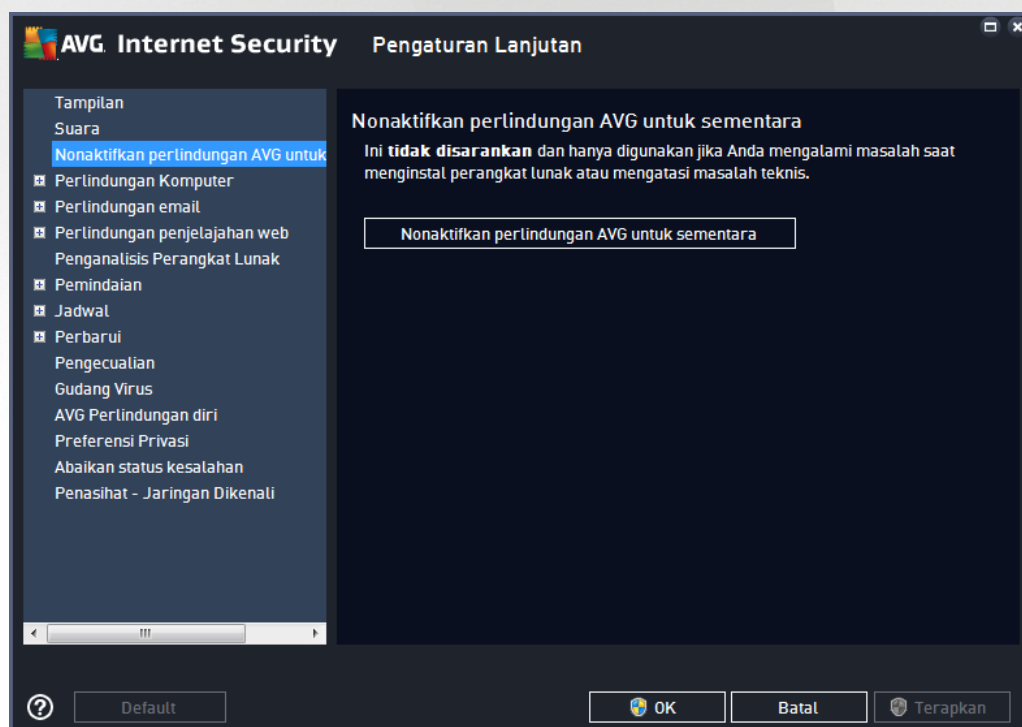 AVG. Internet Security
Pengaturan Lanjutan
Tampilan
Suara
Nonaktifkan perlindungan AVG untuk
Perlindungan Komputer
Perlindungan email
Perlindungan penjelajahan web
Penganalisis Perangkat Lunak
Pemindaian
Jadwal
Perbarui
Pengecualian
Gudang Virus
AVG Perlindungan diri
Preferensi Privasi
Abaikan status kesalahan
Penasihat - Jaringan Dikenali
Nonaktifkan perlindungan AVG untuk sementara
Ini tidak disarankan dan hanya digunakan jika Anda mengalami masalah saat
menginstal perangkat lunak atau mengatasi masalah teknis.
Nonaktifkan perlindungan AVG untuk sementara
Default
OK
Batal
Terapkan